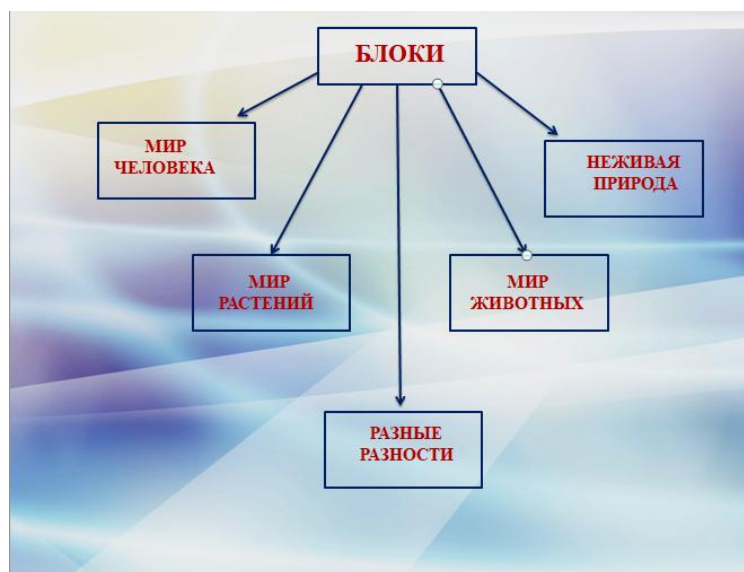 БЛОКИ
МИР
ЧЕЛОВЕКА
НЕЖИВАЯ
ПРИРОДА
МИР
РАСТЕНИЙ
МИР
ЖИВОТНЫХ
РАЗНЫЕ
РАЗНОСТИ